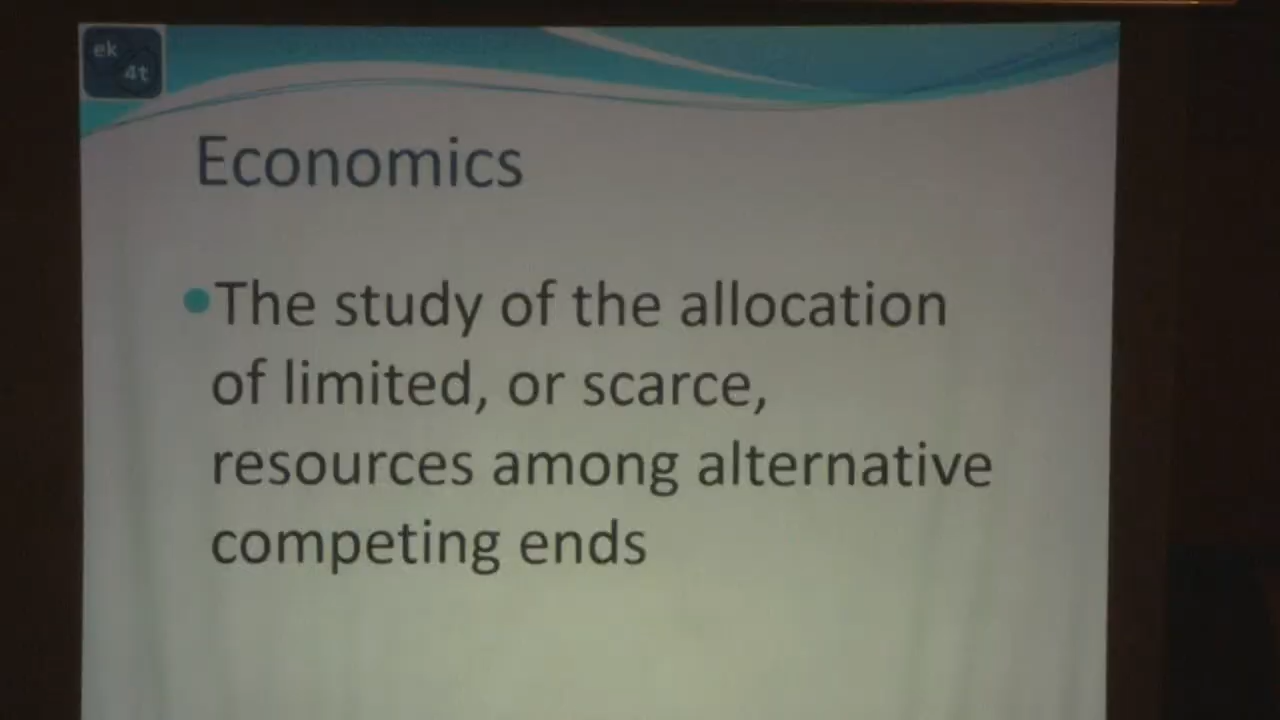 ek
4t
Economics
•The study of the allocation
of limited, or scarce,
resources among alternative
competing ends